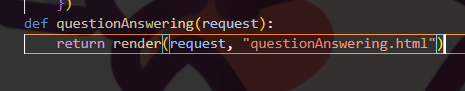 })
def questionAnswering(request):
    return render(request, "questionAnswering.html")